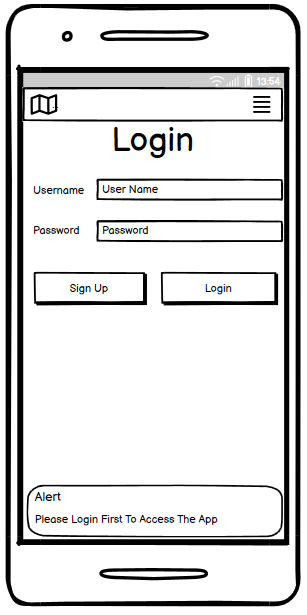 13:54
Login
Username User Name
Password Password
Sign Up Login
Alert
Please Login First To Access The App